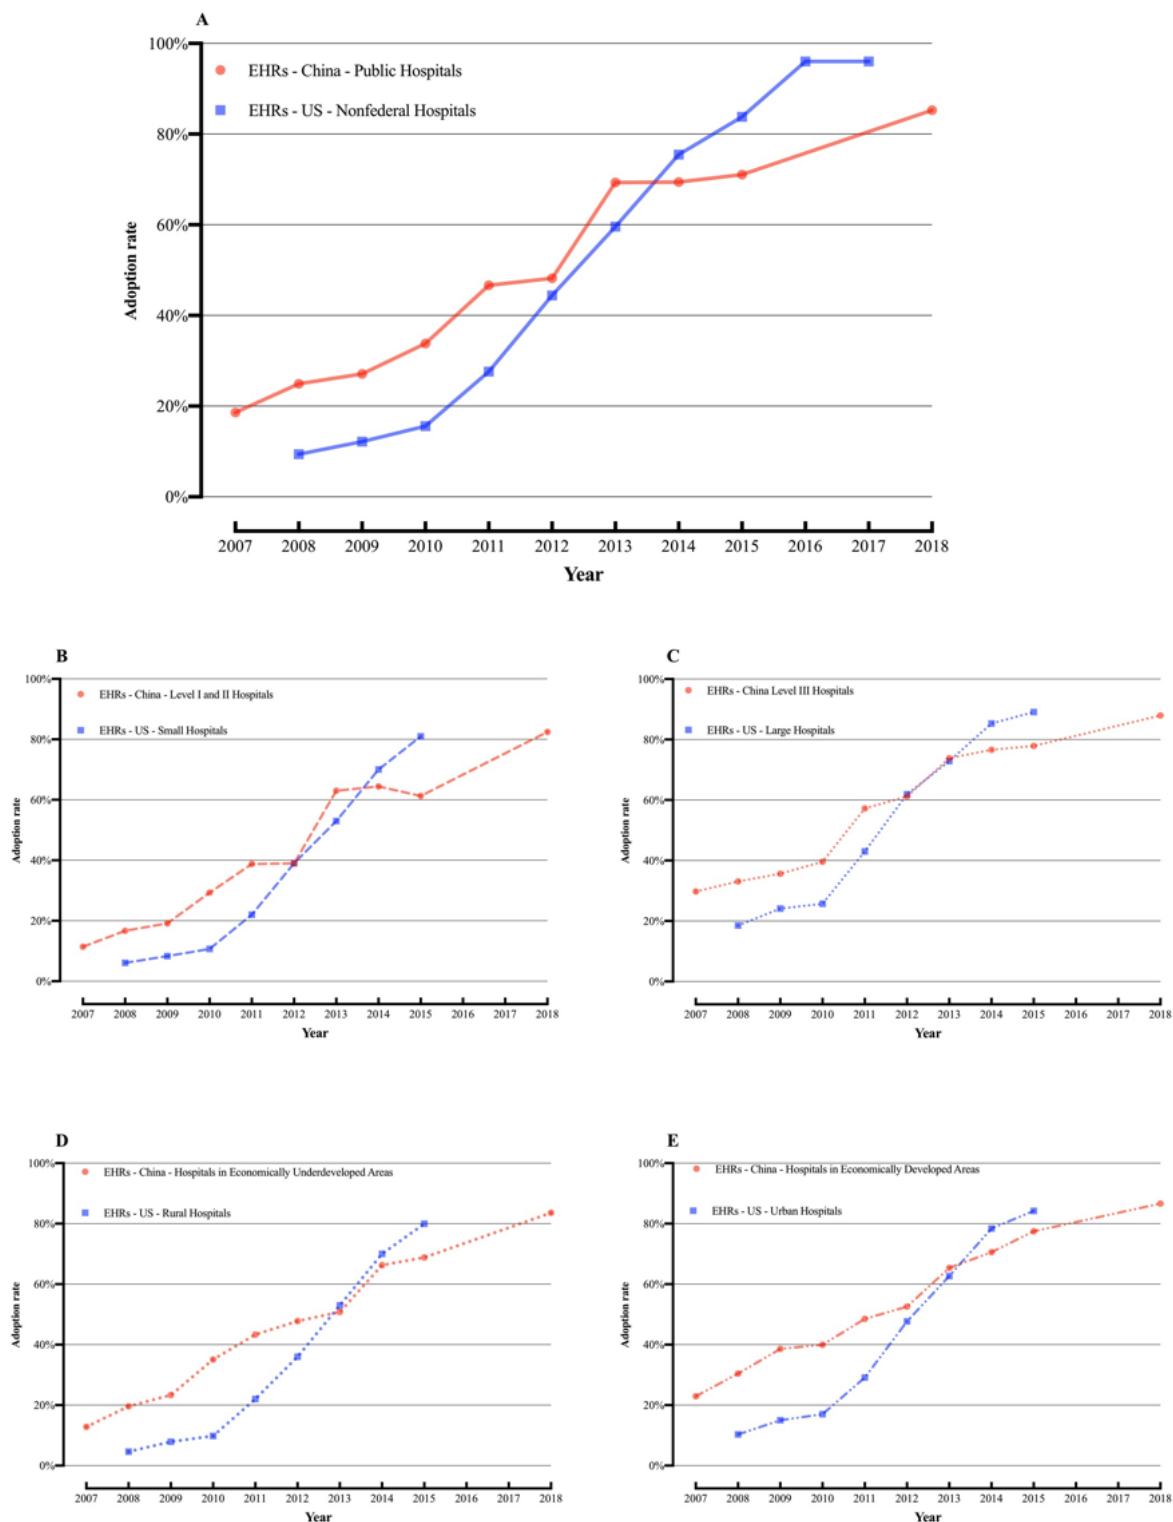 A
100%
EHRs - China - Public Hospitals
EHRs - US - Nonfederal Hospitals
80%
60%
40%
20%
0%
Adoption rate
2007 2008 2009 2010 2011 2012 2013 2014 2015 2016 2017 2018
Year
B
100%
EHRs - China - Level I and II Hospitals
EHRs - US - Small Hospitals
80%
60%
40%
20%
0%
Adoption rate
2007 2008 2009 2010 2011 2012 2013 2014 2015 2016 2017 2018
Year
C
100%
EHRs - China Level III Hospitals
EHRs - US - Large Hospitals
80%
60%
40%
20%
0%
Adoption rate
2007 2008 2009 2010 2011 2012 2013 2014 2015 2016 2017 2018
Year
D
100%
EHRs - China - Hospitals in Economically Underdeveloped Areas
EHRs - US - Rural Hospitals
80%
60%
40%
20%
0%
Adoption rate
2007 2008 2009 2010 2011 2012 2013 2014 2015 2016 2017 2018
Year
E
100%
EHRs - China - Hospitals in Economically Developed Areas
EHRs - US - Urban Hospitals
80%
60%
40%
20%
0%
Adoption rate
2007 2008 2009 2010 2011 2012 2013 2014 2015 2016 2017 2018
Year